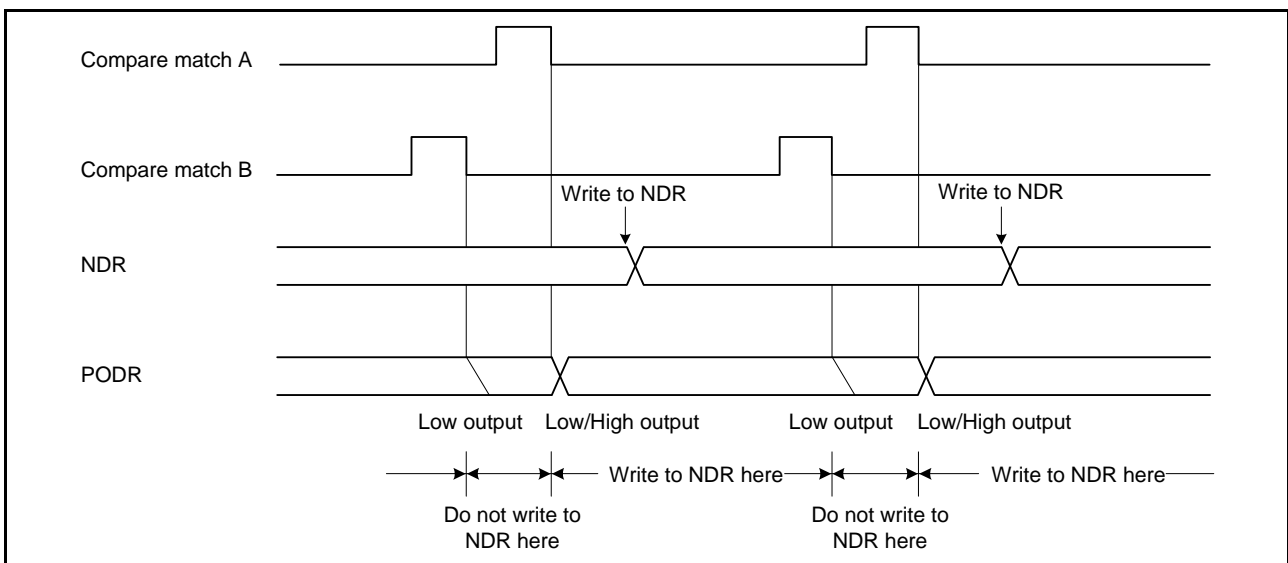 Compare match A
Compare match B
Write to NDR
Write to NDR
NDR
PODR
Low output
Low/High output
Low output
Low/High output
Write to NDR here
Write to NDR here
Do not write to
NDR here
Do not write to
NDR here